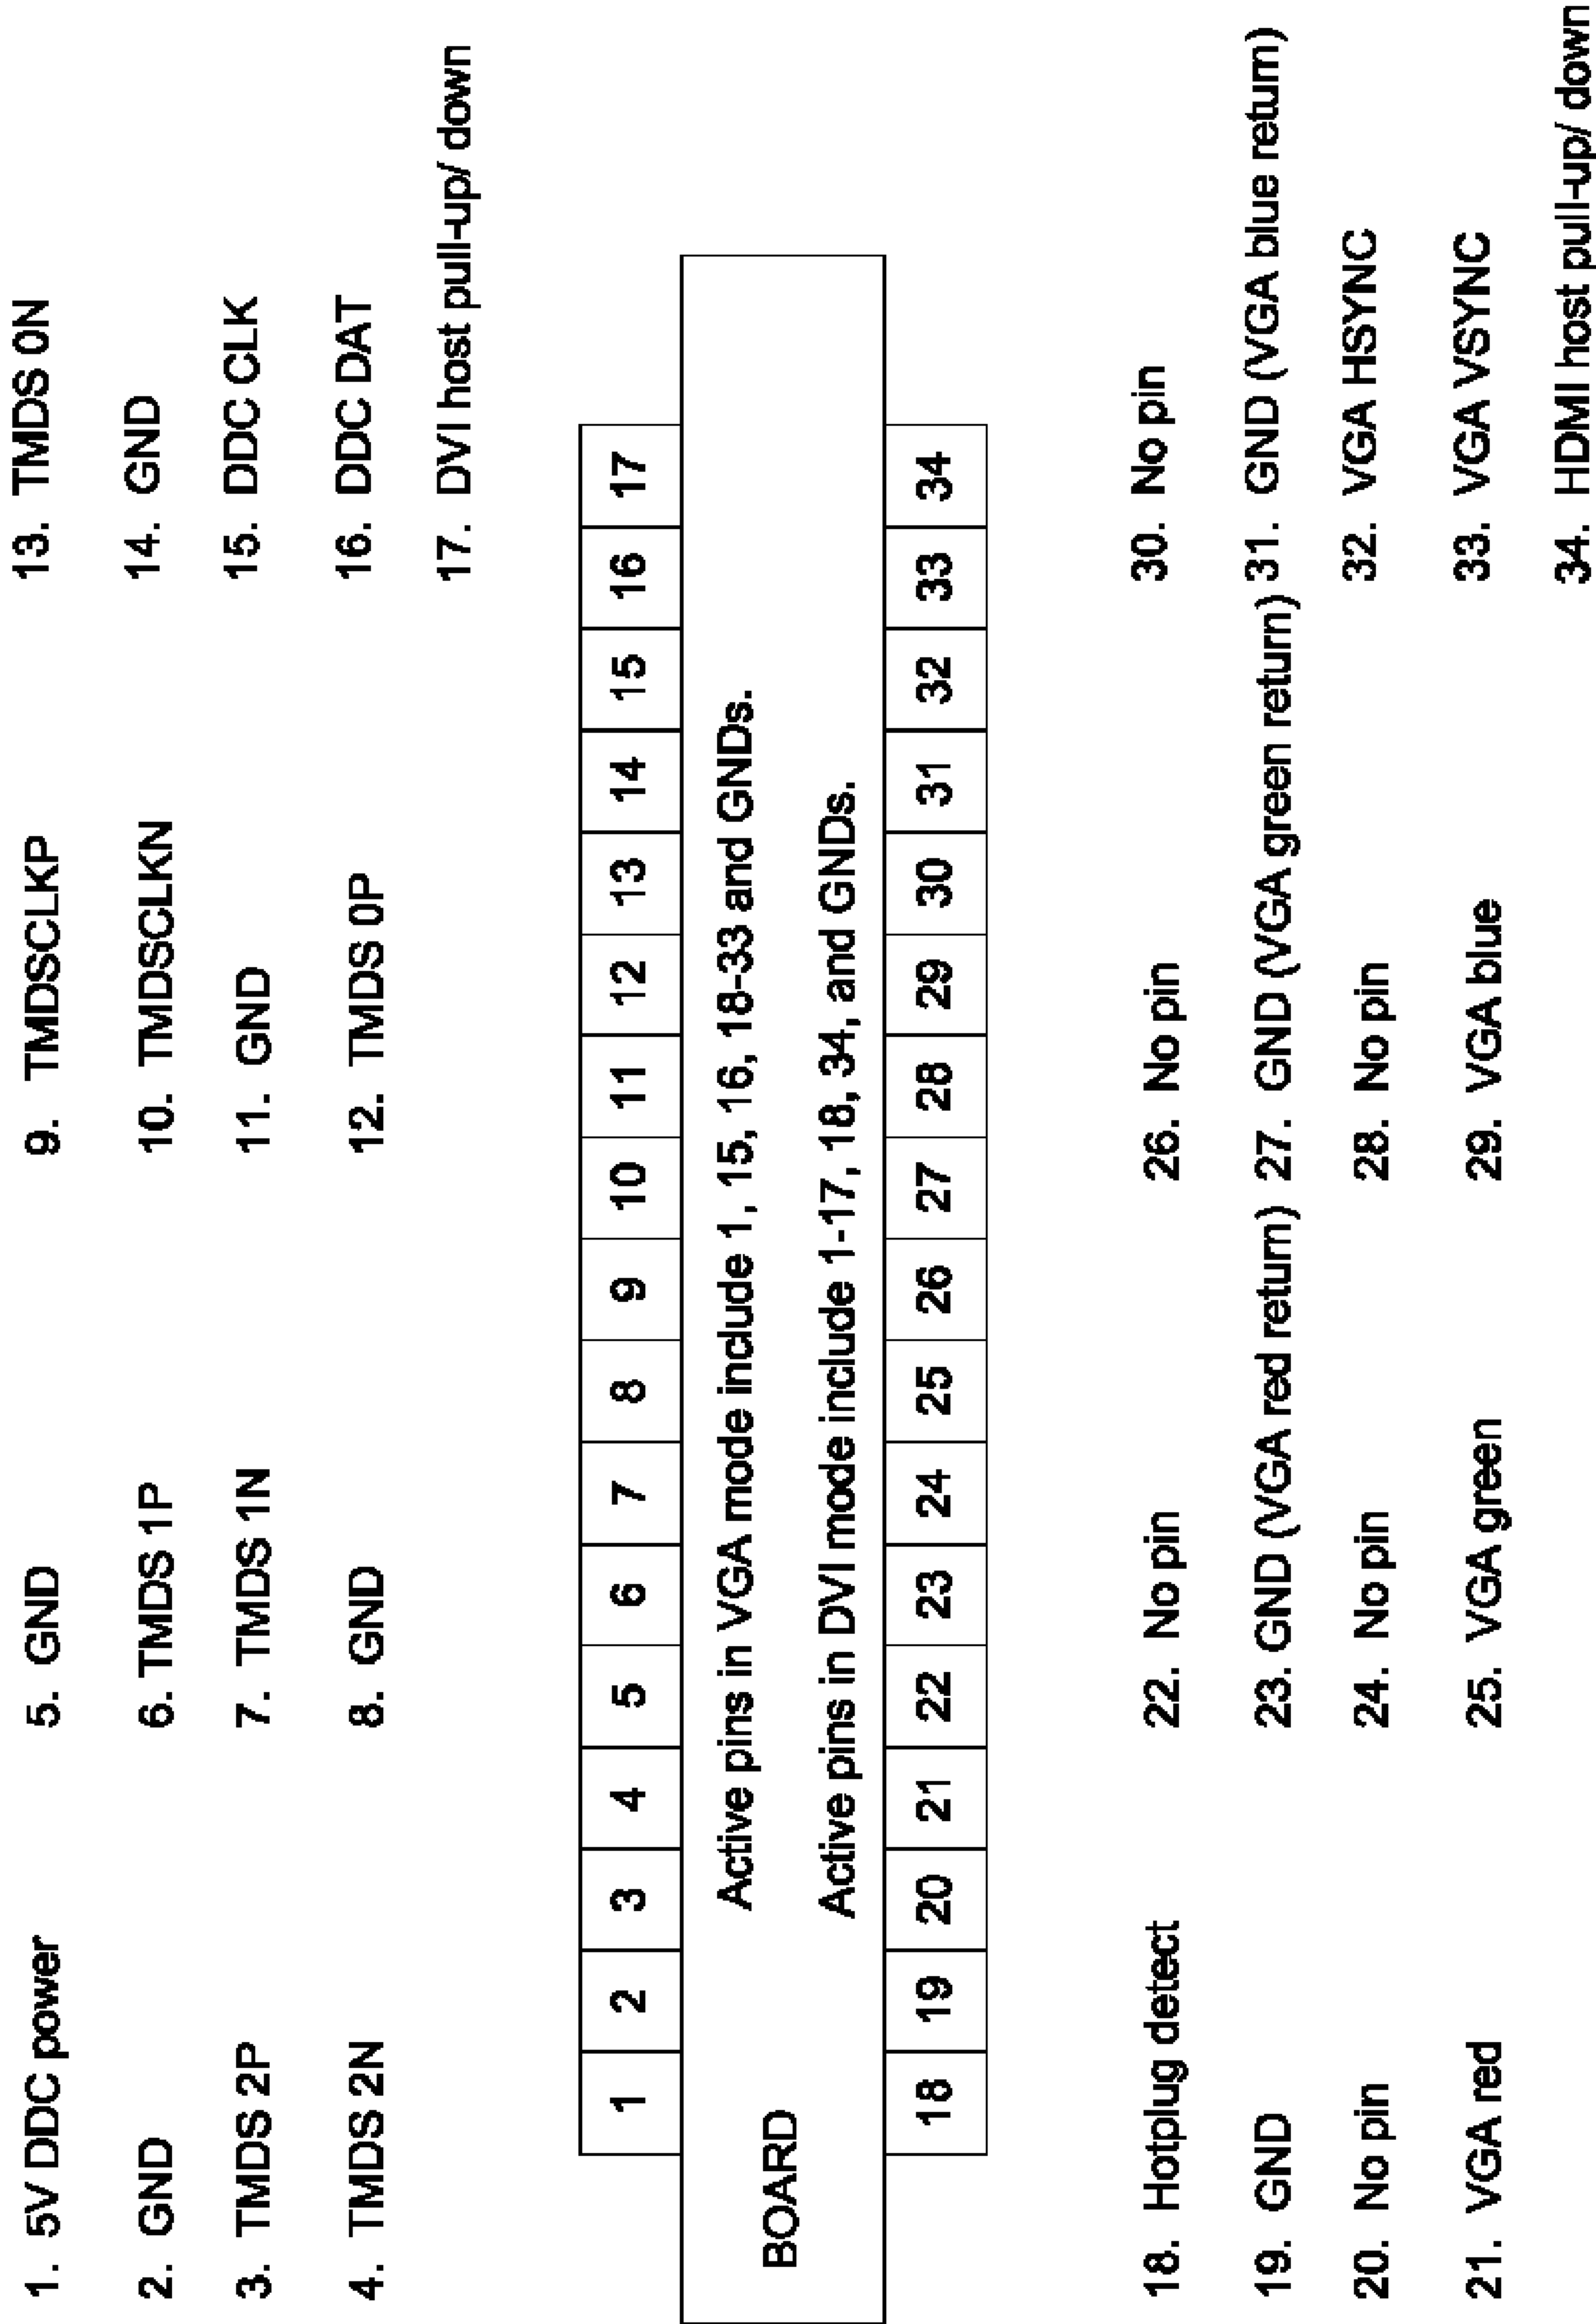 1. 5V DDC power
2. GND
3. TMDS 2P
4. TMDS 2N
5. GND
6. TMDS 1P
7. TMDS 1N
8. GND
9. TMDSCLKP
10. TMDSCLKN
11. GND
12. TMDS 0P
13. TMDS 0N
14. GND
15. DDC CLK
16. DDC DAT
17. DVI host pull-up/ down
1 2 3 4 5 6 7 8 9 10 11 12 13 14 15 16 17
Active pins in VGA mode include 1, 15, 16, 18-33 and GNDs.
BOARD
Active pins in DVI mode include 1-17, 18, 34, and GNDs.
18 19 20 21 22 23 24 25 26 27 28 29 30 31 32 33 34
18. Hotplug detect
19. GND
20. No pin
21. VGA red
22. No pin
23. GND (VGA red return)
24. No pin
25. VGA green
26. No pin
27. GND (VGA green return)
28. No pin
29. VGA blue
30. No pin
31. GND (VGA blue return)
32. VGA HSYNC
33. VGA VSYNC
34. HDMI host pull-up/ down